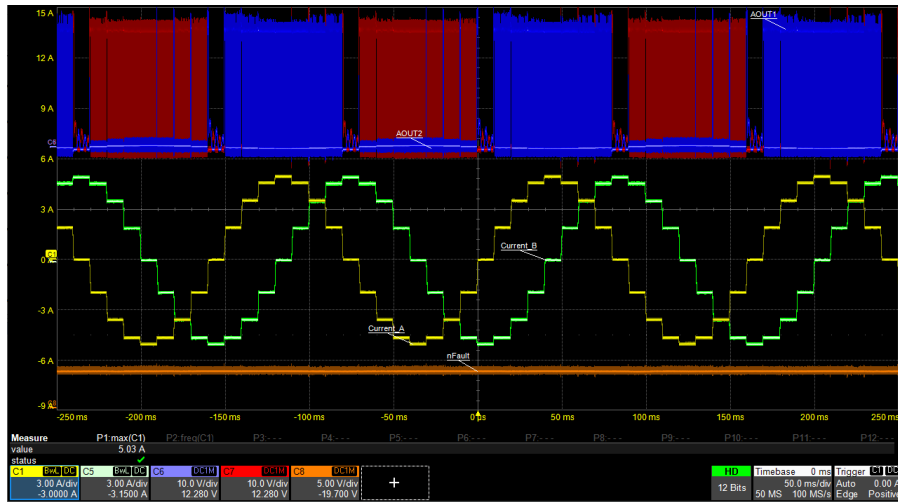 15 A
AOUT1
12 A
9 A
AOUT2
C6
6 A
3 A
Current_B
C1
0 A
-3 A
Current_A
nFault
-6 A
-9 A
-250 ms -200 ms -150 ms -100 ms -50 ms 0 µs 50 ms 100 ms 150 ms 200 ms 250 ms
Measure P1:max(C1) P2:freq(C1) P3:- - - P4:- - - P5:- - - P6:- - - P7:- - - P8:- - - P9:- - - P10:- - - P11:- - - P12:- - -
value 5.03 A
status
C1 BwL DC C5 BwL DC C6 DC1M C7 DC1M C8 DC1M HD Timebase 0 ms Trigger C1 DC
3.00 A/div 3.00 A/div 10.0 V/div 10.0 V/div 5.00 V/div + 12 Bits 50.0 ms/div Auto 0.00 A
-3.0000 A -3.1500 A 12.280 V 12.280 V -19.700 V 50 MS 100 MS/s Edge Positive